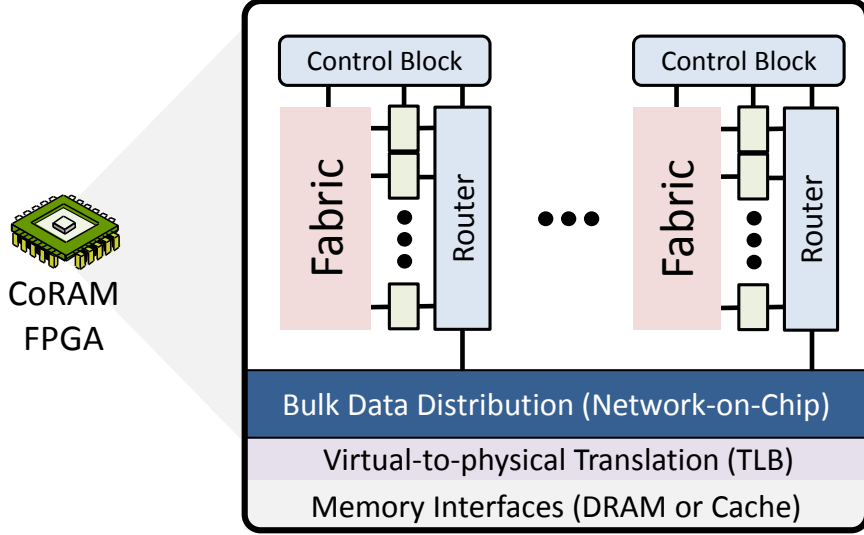 Control Block
Fabric
Router
Control Block
Fabric
Router
CoRAM
FPGA
Bulk Data Distribution (Network-on-Chip)
Virtual-to-physical Translation (TLB)
Memory Interfaces (DRAM or Cache)